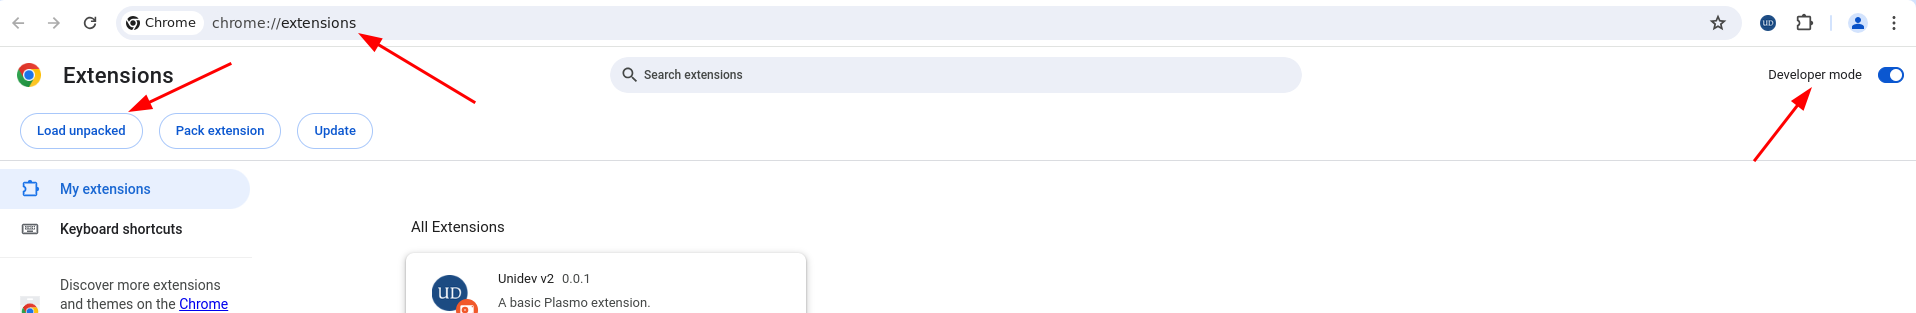 Chrome chrome://extensions UD
Extensions Search extensions Developer mode
Load unpacked Pack extension Update
My extensions
Keyboard shortcuts
Discover more extensions
and themes on the Chrome
All Extensions
UD
Unidev v2 0.0.1
A basic Plasmo extension.